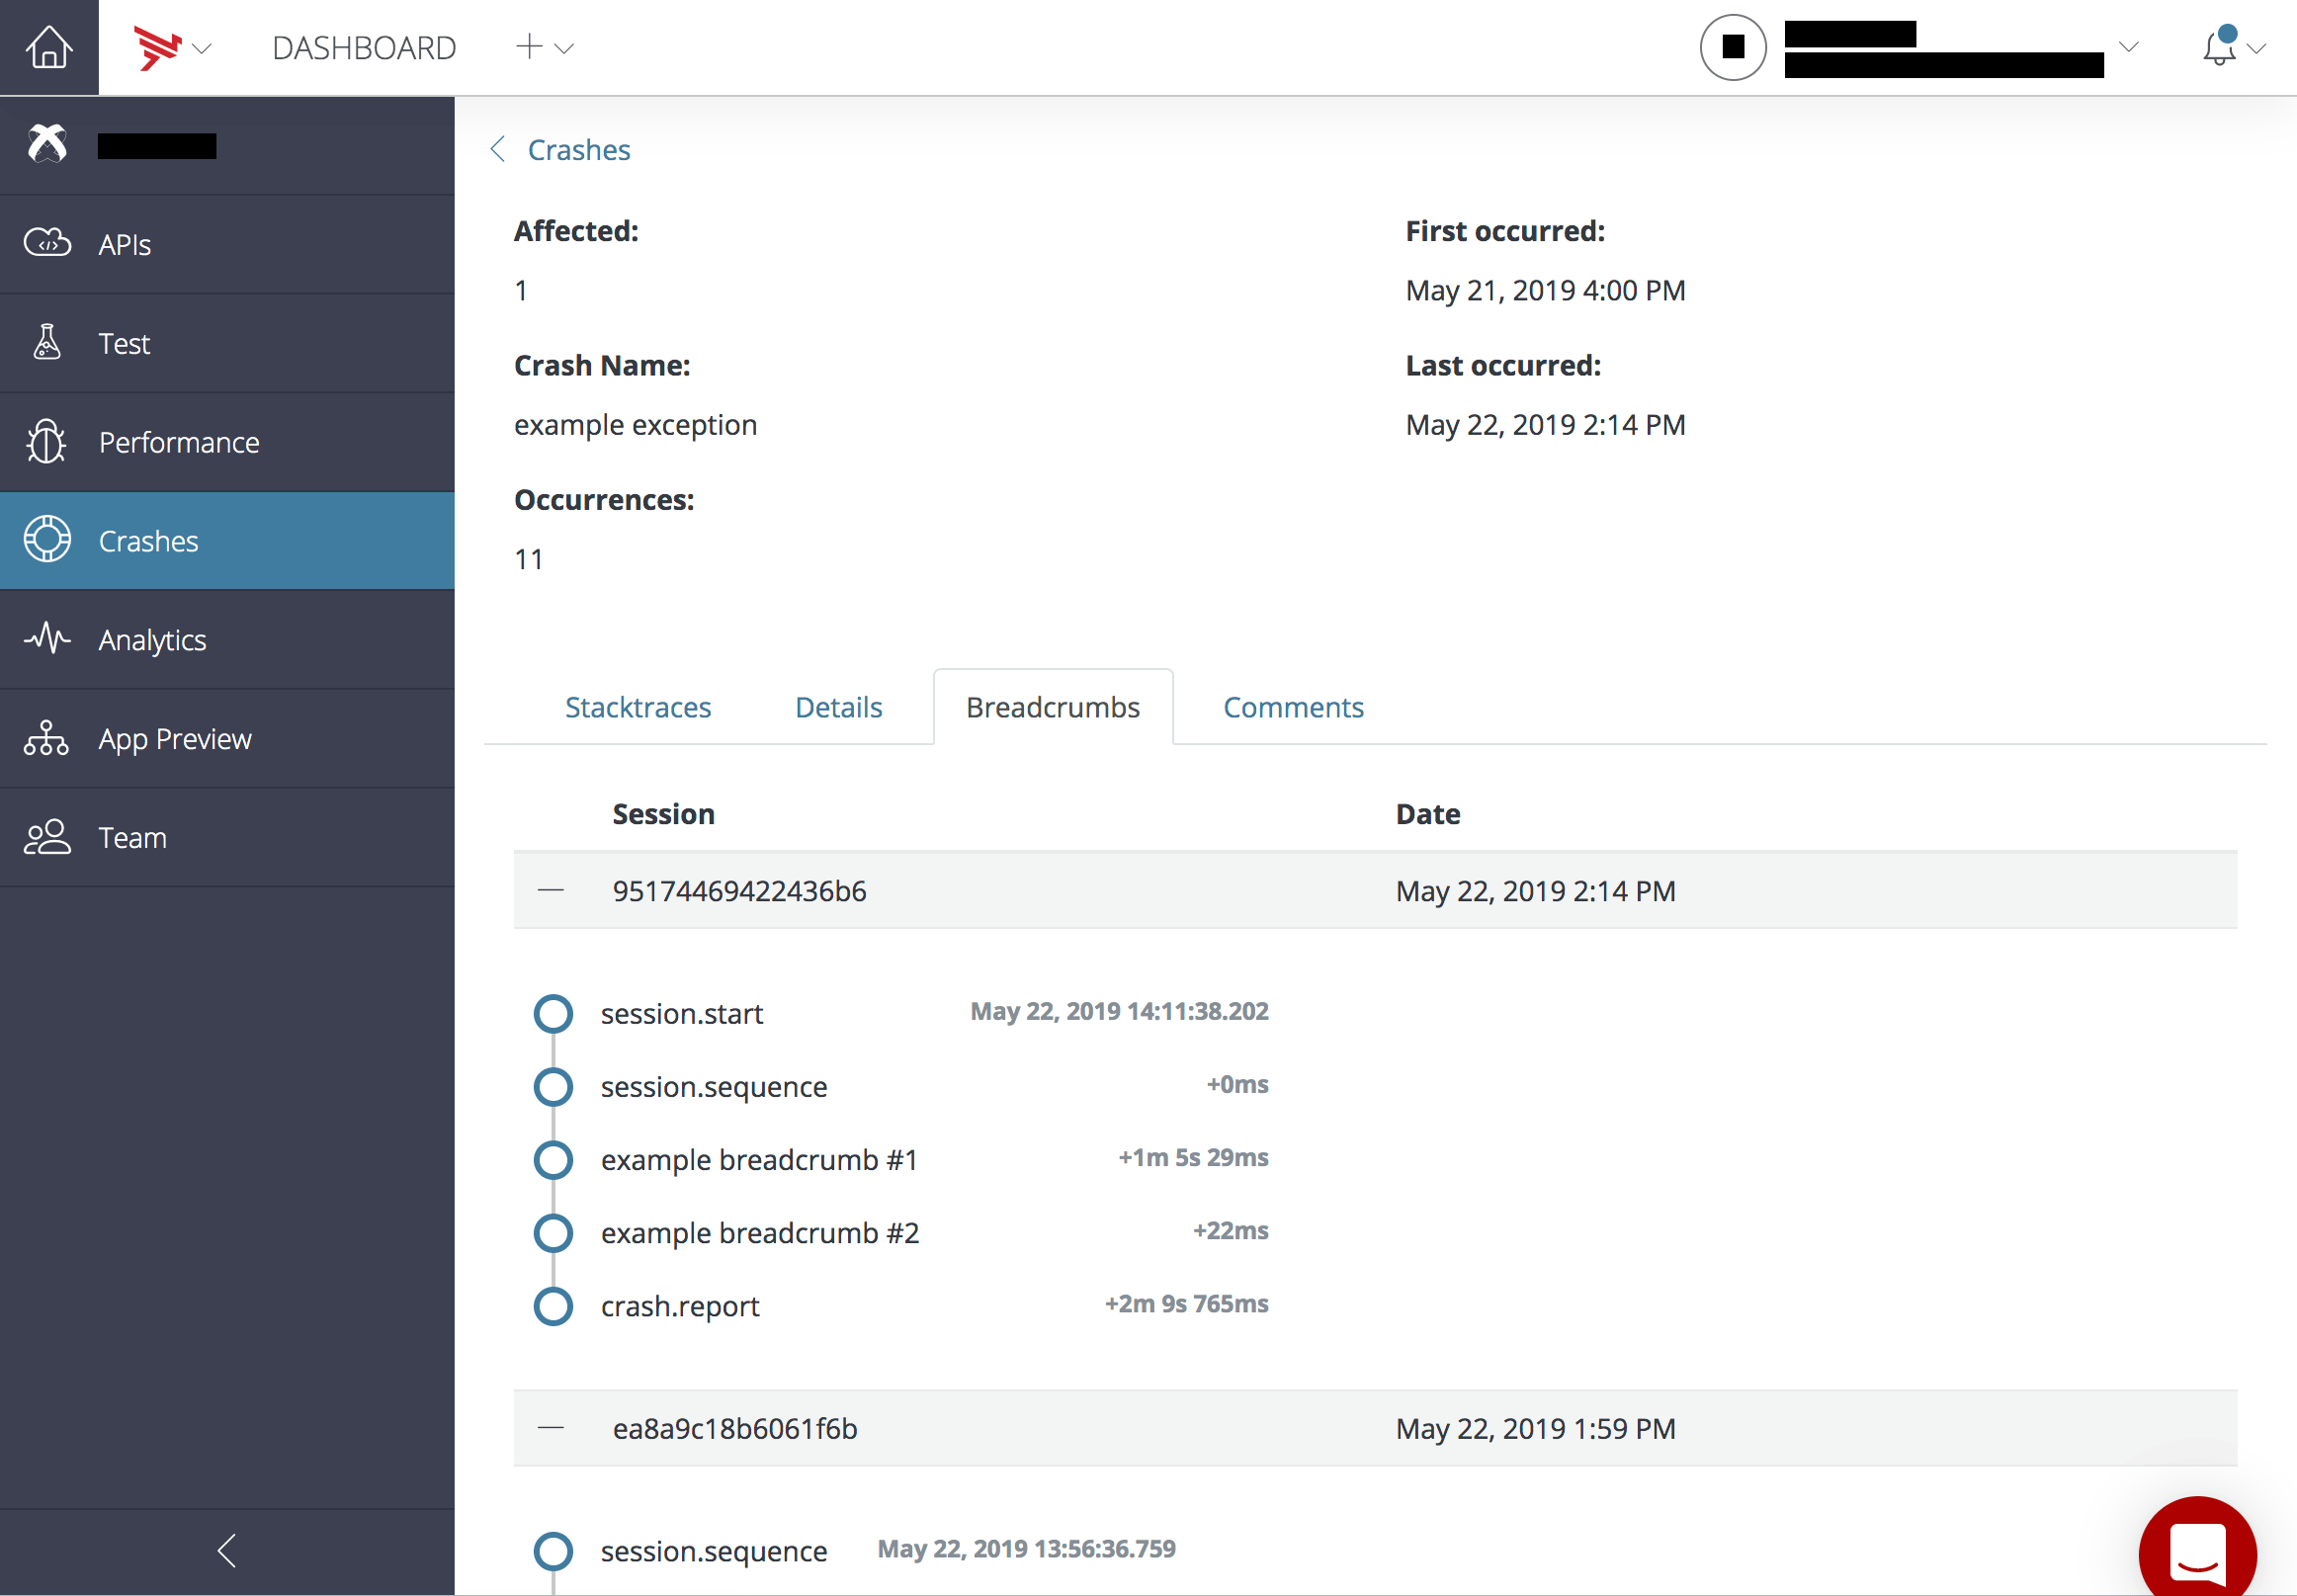 DASHBOARD
Crashes
APIs
Test
Performance
Crashes
Analytics
App Preview
Team
Affected:
1
First occurred:
May 21, 2019 4:00 PM
Crash Name:
example exception
Last occurred:
May 22, 2019 2:14 PM
Occurrences:
11
Stacktraces Details Breadcrumbs Comments
Session Date
95174469422436b6 May 22, 2019 2:14 PM
session.start May 22, 2019 14:11:38.202
session.sequence +0ms
example breadcrumb #1 +1m 5s 29ms
example breadcrumb #2 +22ms
crash.report +2m 9s 765ms
ea8a9c18b6061f6b May 22, 2019 1:59 PM
session.sequence May 22, 2019 13:56:36.759